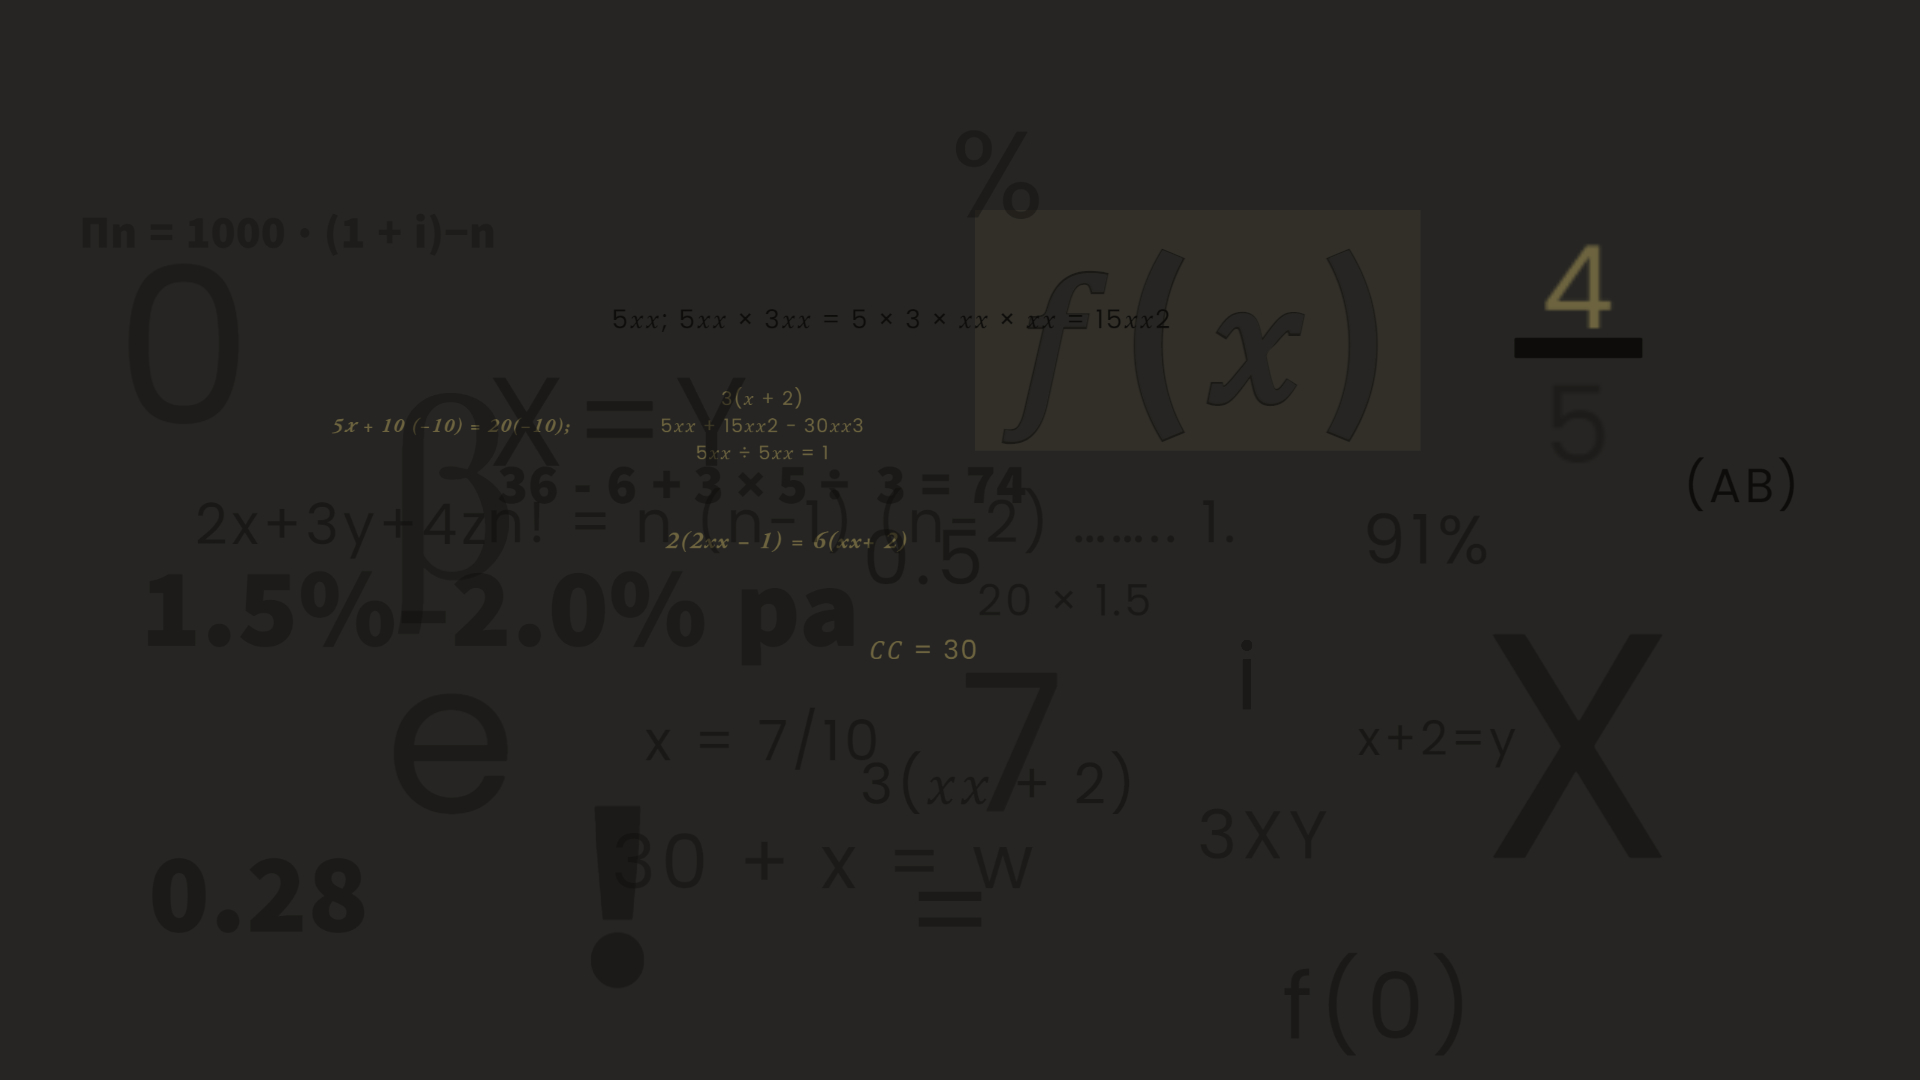 %
Πn = 1000 · (1 + i)−n
f(x)
4
5
0
5xx; 5xx × 3xx = 5 × 3 × xx × xx = 15xx2
X=Y
3(x + 2)
5x + 10 (−10) = 20(−10);
5xx + 15xx2 − 30xx3
5xx ÷ 5xx = 1
β
36 - 6 + 3 × 5 ÷ 3 = 74
(AB)
2x+3y+4z
n! = n (n−1) (n−2) …….. 1.
91%
2(2xx − 1) = 6(xx+ 2)
0.5
1.5%-2.0% pa
20 × 1.5
CC = 30
i
7
X
e
x = 7/10
x+2=y
3(xx + 2)
3XY
!
30 + x = w
0.28
=
f(0)